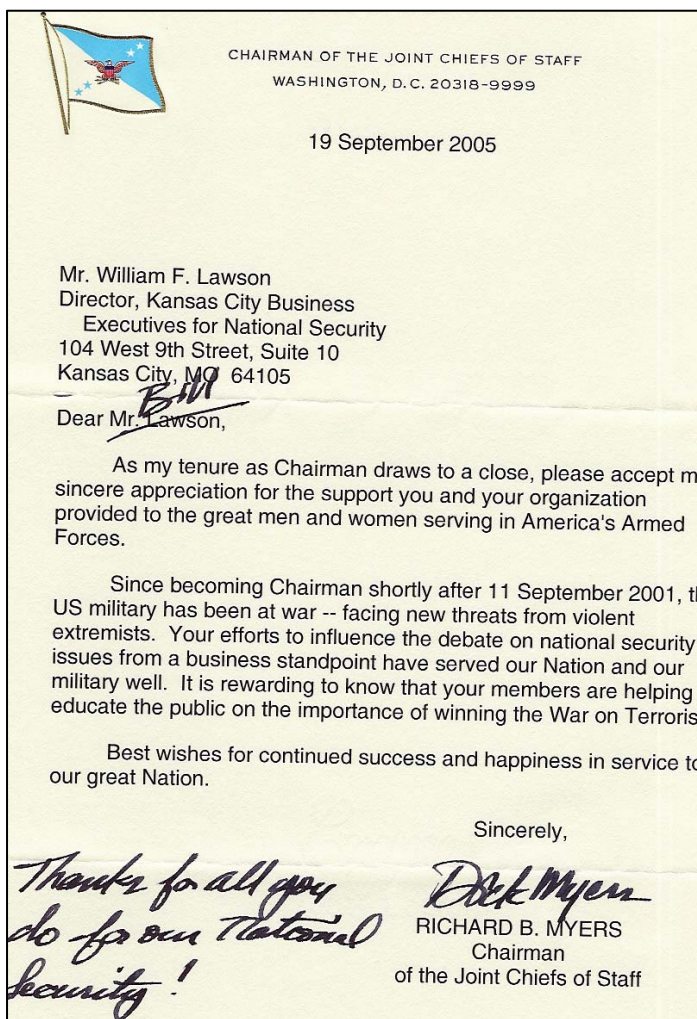 CHAIRMAN OF THE JOINT CHIEFS OF STAFF
WASHINGTON, D.C. 20318-9999
19 September 2005
Mr. William F. Lawson
Director, Kansas City Business
Executives for National Security
104 West 9th Street, Suite 10
Kansas City, MO 64105
Bill
Dear Mr. Lawson,
As my tenure as Chairman draws to a close, please accept m
sincere appreciation for the support you and your organization
provided to the great men and women serving in America's Armed
Forces.
Since becoming Chairman shortly after 11 September 2001, th
US military has been at war -- facing new threats from violent
extremists. Your efforts to influence the debate on national security
issues from a business standpoint have served our Nation and our
military well. It is rewarding to know that your members are helping
educate the public on the importance of winning the War on Terroris
Best wishes for continued success and happiness in service to
our great Nation.
Sincerely,
Dick Myers
RICHARD B. MYERS
Chairman
of the Joint Chiefs of Staff
Thanks for all you
do for our National
Security!